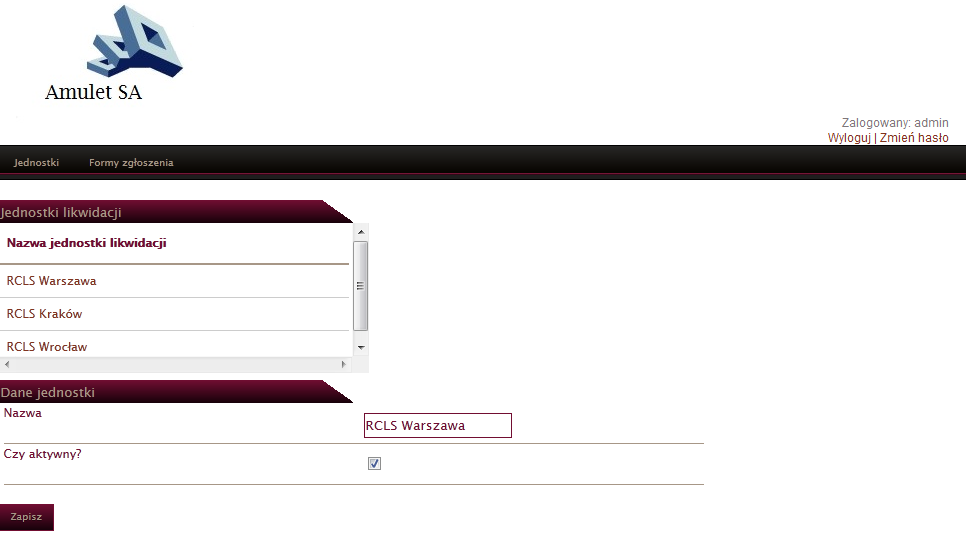 Amulet SA
Zalogowany: admin
Wyloguj | Zmień hasło
Jednostki Formy zgłoszenia
Jednostki likwidacji
Nazwa jednostki likwidacji
RCLS Warszawa
RCLS Kraków
RCLS Wrocław
Dane jednostki
Nazwa
RCLS Warszawa
Czy aktywny?
Zapisz